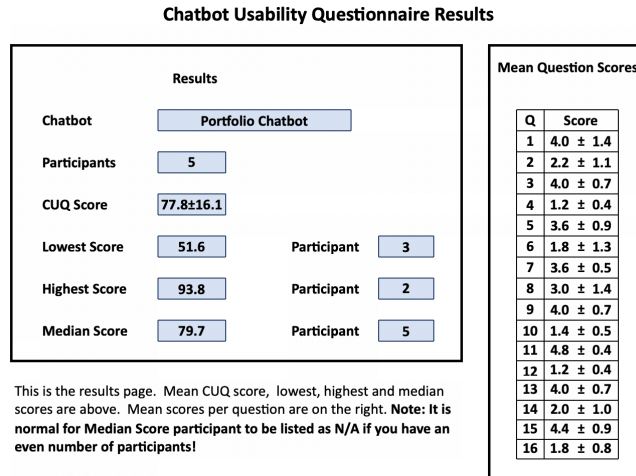 Chatbot Usability Questionnaire Results
Results
Chatbot Portfolio Chatbot
Participants 5
CUQ Score 77.8±16.1
Lowest Score 51.6 Participant 3
Highest Score 93.8 Participant 2
Median Score 79.7 Participant 5
This is the results page. Mean CUQ score, lowest, highest and median
scores are above. Mean scores per question are on the right. Note: It is
normal for Median Score participant to be listed as N/A if you have an
even number of participants!
Mean Question Scores
Q Score
1 4.0 ± 1.4
2 2.2 ± 1.1
3 4.0 ± 0.7
4 1.2 ± 0.4
5 3.6 ± 0.9
6 1.8 ± 1.3
7 3.6 ± 0.5
8 3.0 ± 1.4
9 4.0 ± 0.7
10 1.4 ± 0.5
11 4.8 ± 0.4
12 1.2 ± 0.4
13 4.0 ± 0.7
14 2.0 ± 1.0
15 4.4 ± 0.9
16 1.8 ± 0.8